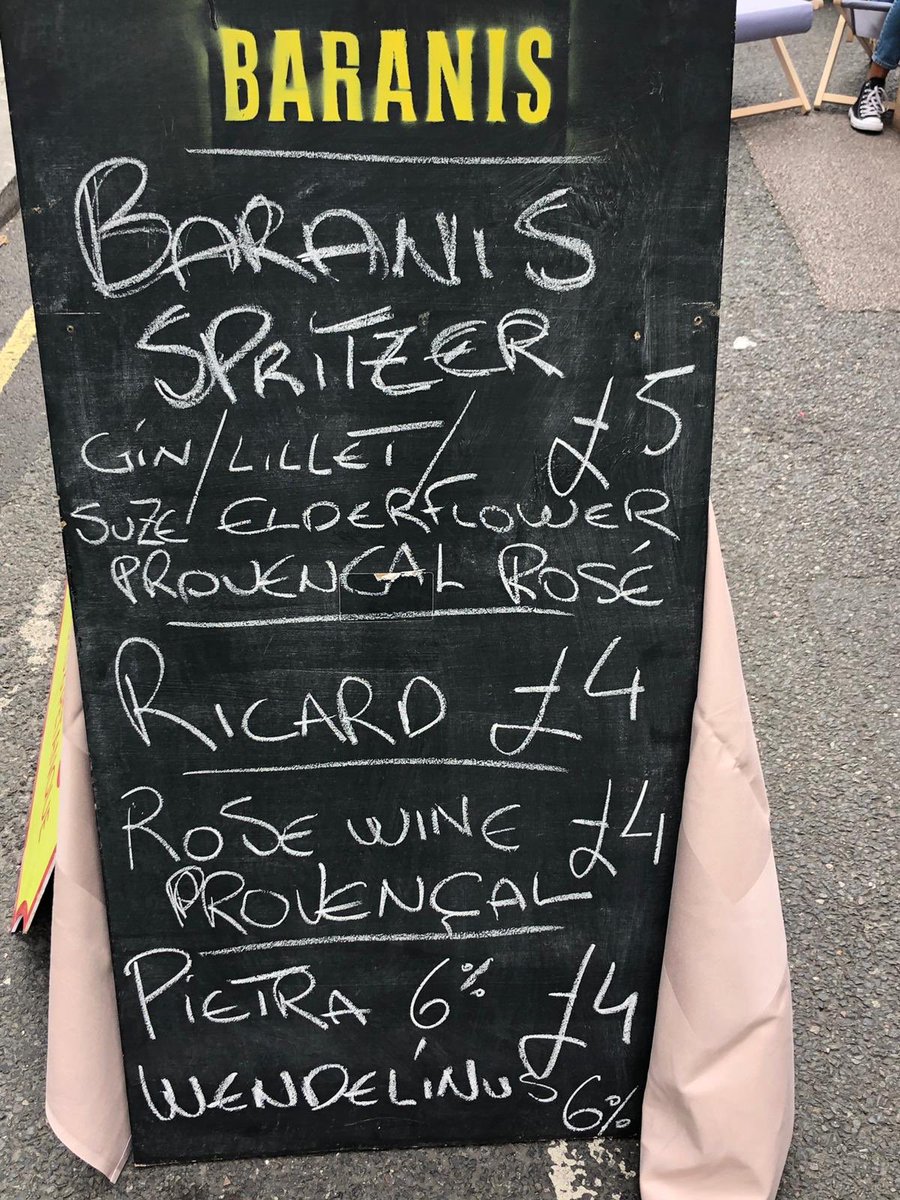 BARANIS
BARANIS
SPRITZER
GIN/LILLET/ £5
SUZE ELDERFLOWER
PROVENCAL ROSÉ
RICARD £4
ROSE WINE £4
PROVENÇAL
PIETRA 6% £4
WENDELINUS 6%